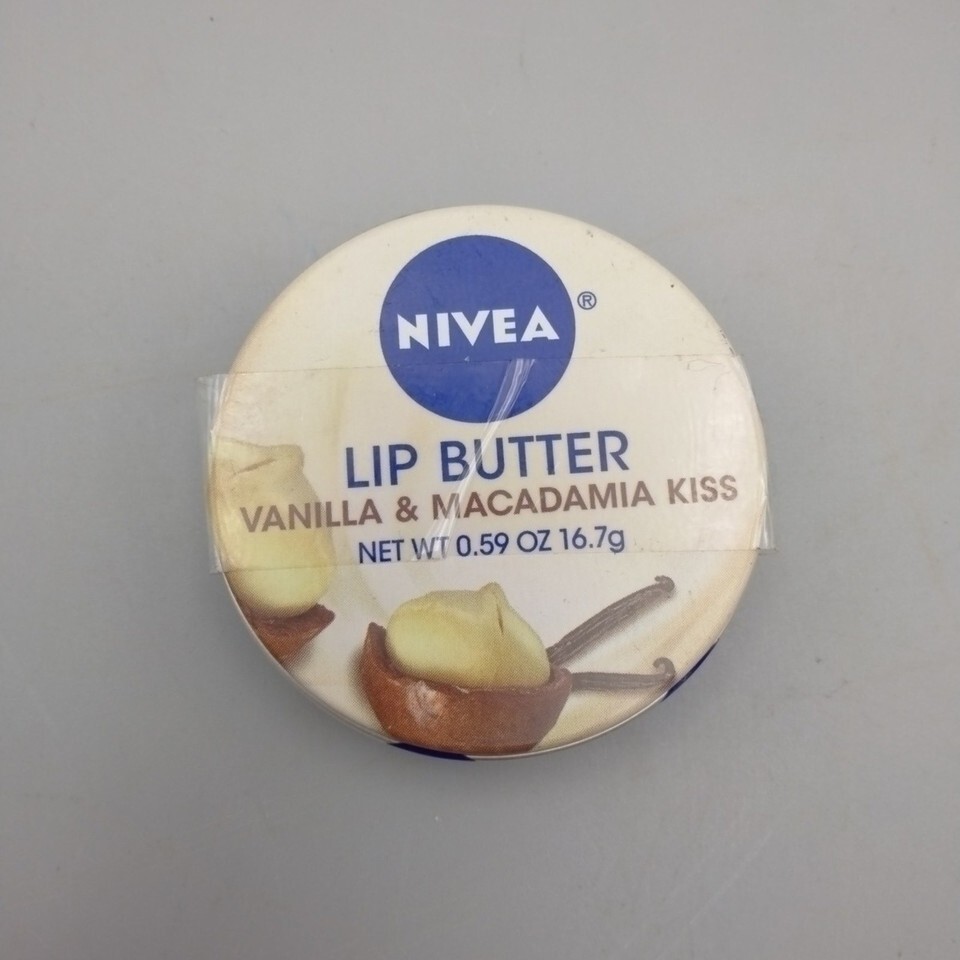 NIVEA®
LIP BUTTER
VANILLA & MACADAMIA KISS
NET WT 0.59 OZ 16.7g